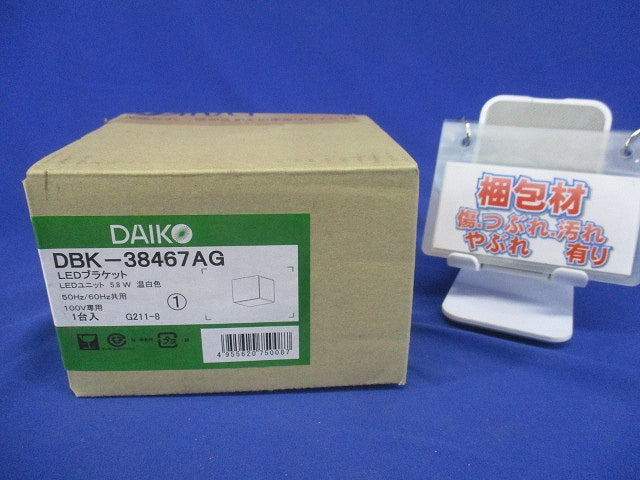 DAIKO
DBK-38467AG
LEDブラケット
LEDユニット 5.8W 温白色
50Hz/60Hz共用
100V専用
1台入 G211-8
①
4955620750087
梱包材
傷、つぶれ、汚れ
やぶれ 有り